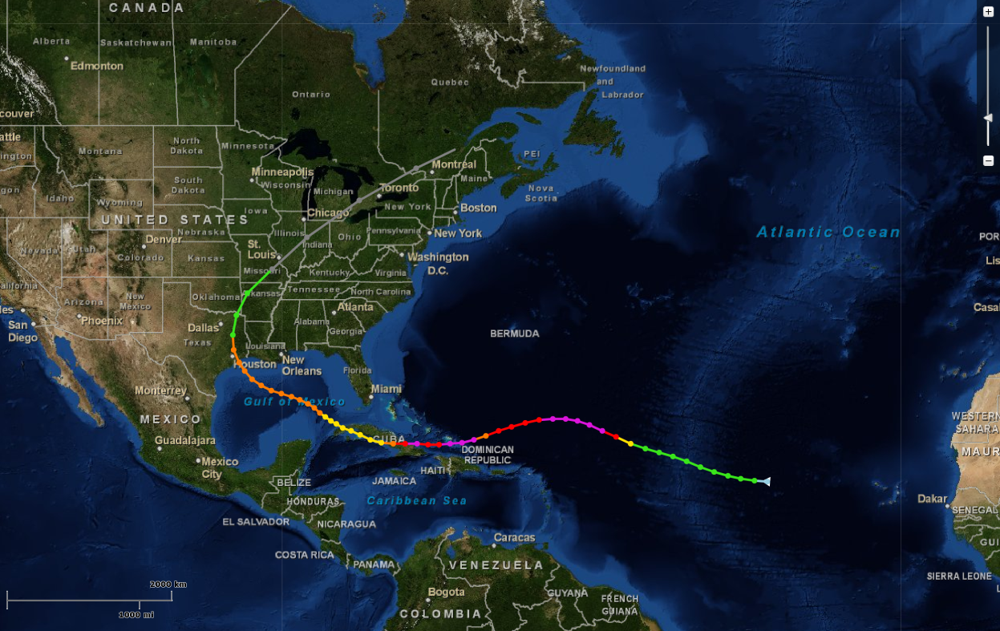 CANADA
Alberta
Saskatchewan
Manitoba
Edmonton
Quebec
Newfoundland
and
Labrador
Ontario
couver
attle
ington
Montana
North
Dakota
Minnesota
PEI
Minneapolis
Montreal
Maine
gon
Idaho
South
Dakota
Wisconsin
Michigan
Toronto
Nova
Scotia
Wyoming
UNITED STATES
Iowa
Chicago
New York
Boston
Nebraska
Illinois
Indiana
Ohio
Pennsylvania
New York
Atlantic Ocean
POR
Denver
Nevada
Utah
Colorado
Kansas
St.
Louis
Washington
D.C.
Lis
Missouri
Kentucky
Virginia
alifornia
Arizona
New
Mexico
Oklahoma
Arkansas
Tennessee
North Carolina
les
San
Diego
Phoenix
Dallas
Texas
Alabama
Atlanta
Georgia
Casa
BERMUDA
Louisiana
Houston
New
Orleans
Florida
Monterrey
Gulf of Mexico
Miami
MEXICO
WESTERN
SAHARA
Guadalajara
CUBA
Mexico
City
DOMINICAN
REPUBLIC
MAUR
HAITI
BELIZE
JAMAICA
HONDURAS
Caribbean Sea
Dakar
SENEGAL
EL SALVADOR
NICARAGUA
Caracas
GUI
COSTA RICA
PANAMA
VENEZUELA
SIERRA LEONE
L
2000 km
1000 mi
Bogota
COLOMBIA
GUYANA
FRENCH
GUIANA